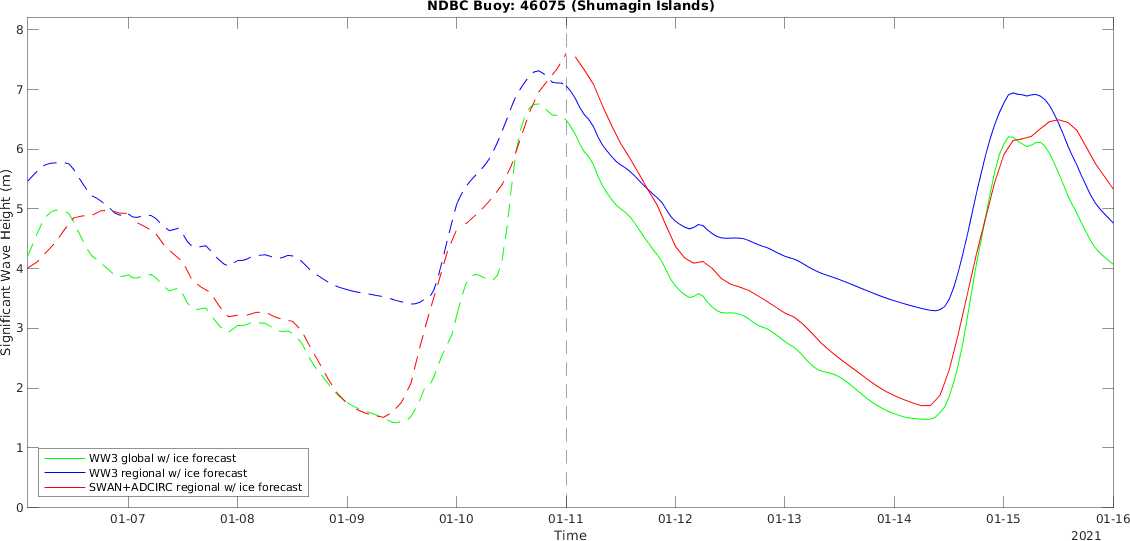 NDBC Buoy: 46075 (Shumagin Islands)
8
7
6
5
4
3
2
1
0
Significant Wave Height (m)
WW3 global w/ ice forecast
WW3 regional w/ ice forecast
SWAN+ADCIRC regional w/ ice forecast
01-07 01-08 01-09 01-10 01-11 01-12 01-13 01-14 01-15 01-16
Time
2021